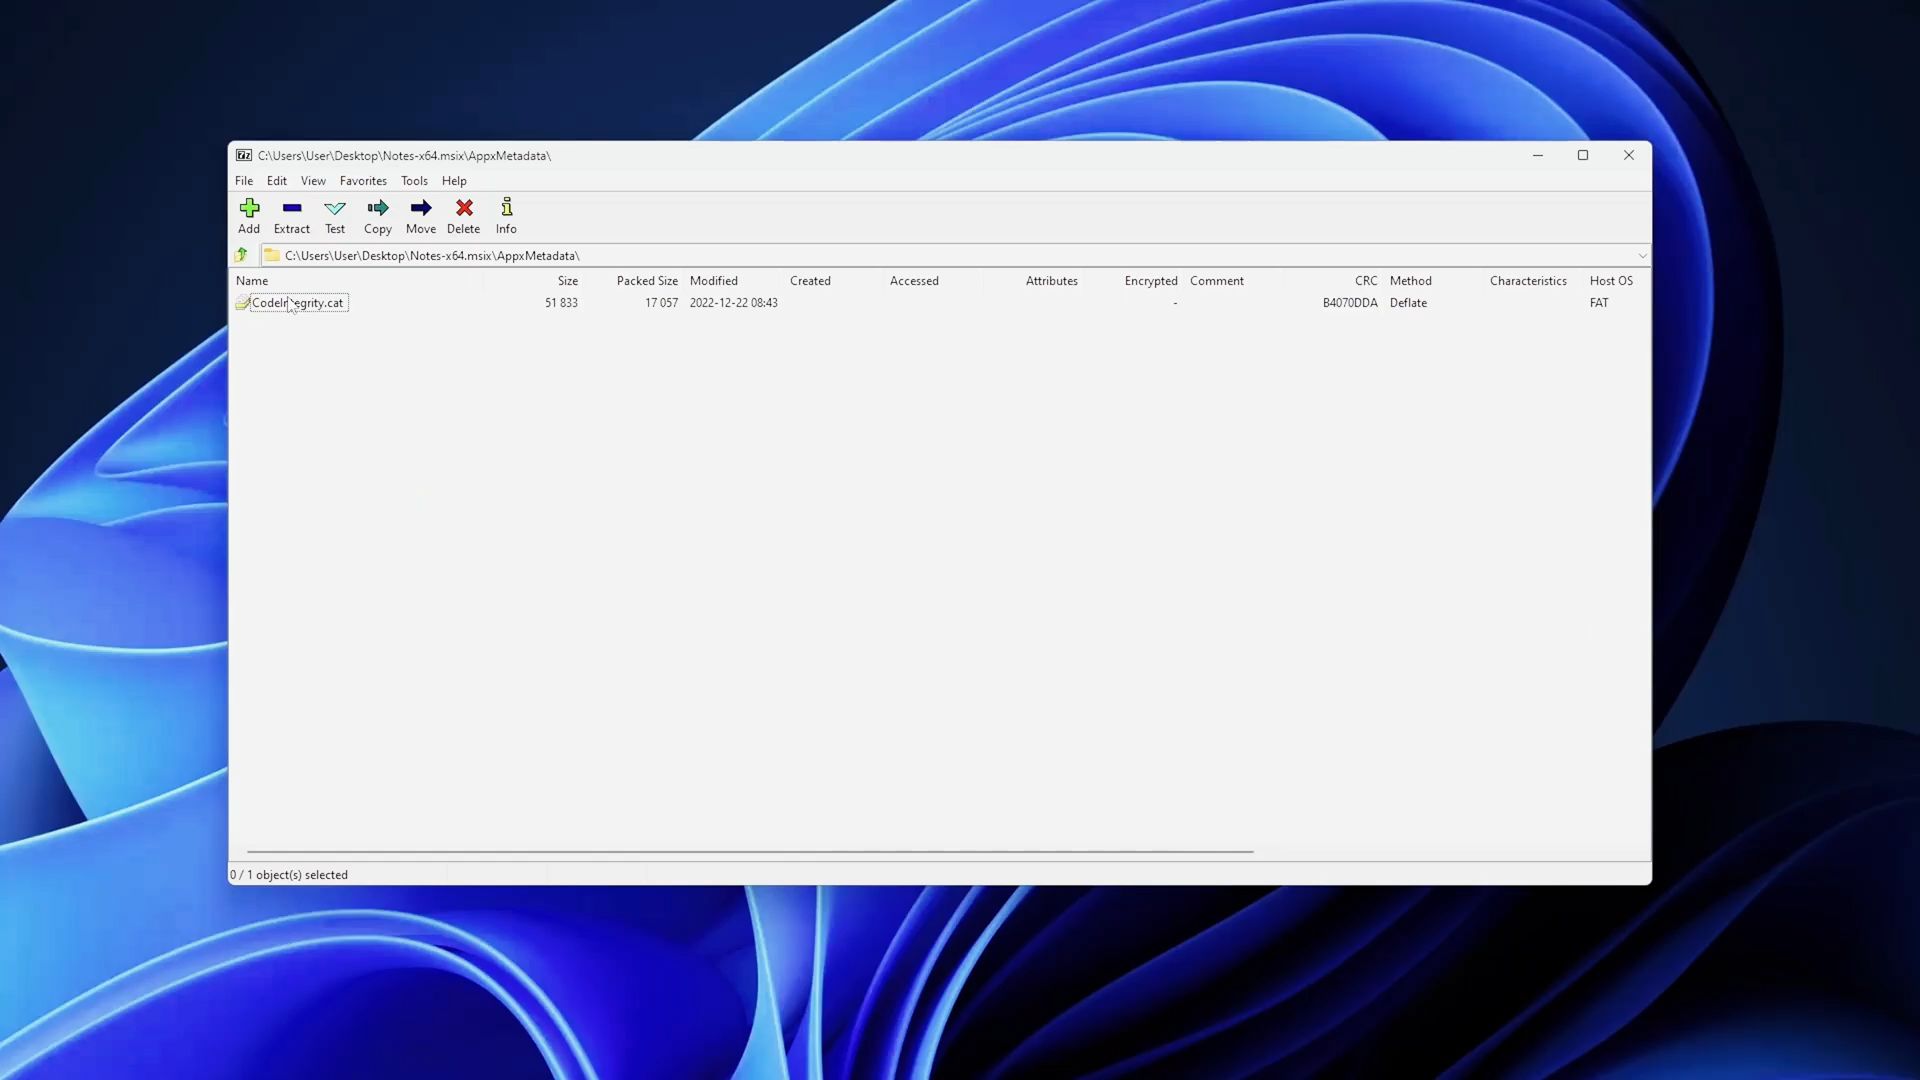 7z C:\Users\User\Desktop\Notes-x64.msix\AppxMetadata\
File Edit View Favorites Tools Help
Add Extract Test Copy Move Delete Info
C:\Users\User\Desktop\Notes-x64.msix\AppxMetadata\
Name Size Packed Size Modified Created Accessed Attributes Encrypted Comment CRC Method Characteristics Host OS
CodeIntegrity.cat 51 833 17 057 2022-12-22 08:43 - B4070DDA Deflate FAT
0 / 1 object(s) selected